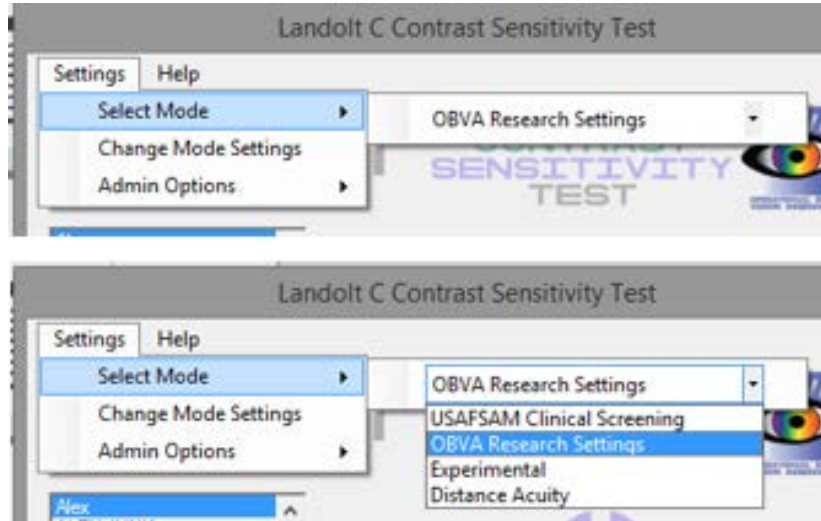 Landolt C Contrast Sensitivity Test
Settings Help
Select Mode
OBVA Research Settings
Change Mode Settings
Admin Options
CONTRAST
SENSITIVITY
TEST
Landolt C Contrast Sensitivity Test
Settings Help
Select Mode
OBVA Research Settings
Change Mode Settings
Admin Options
USAFSAM Clinical Screening
OBVA Research Settings
Experimental
Distance Acuity
Alex